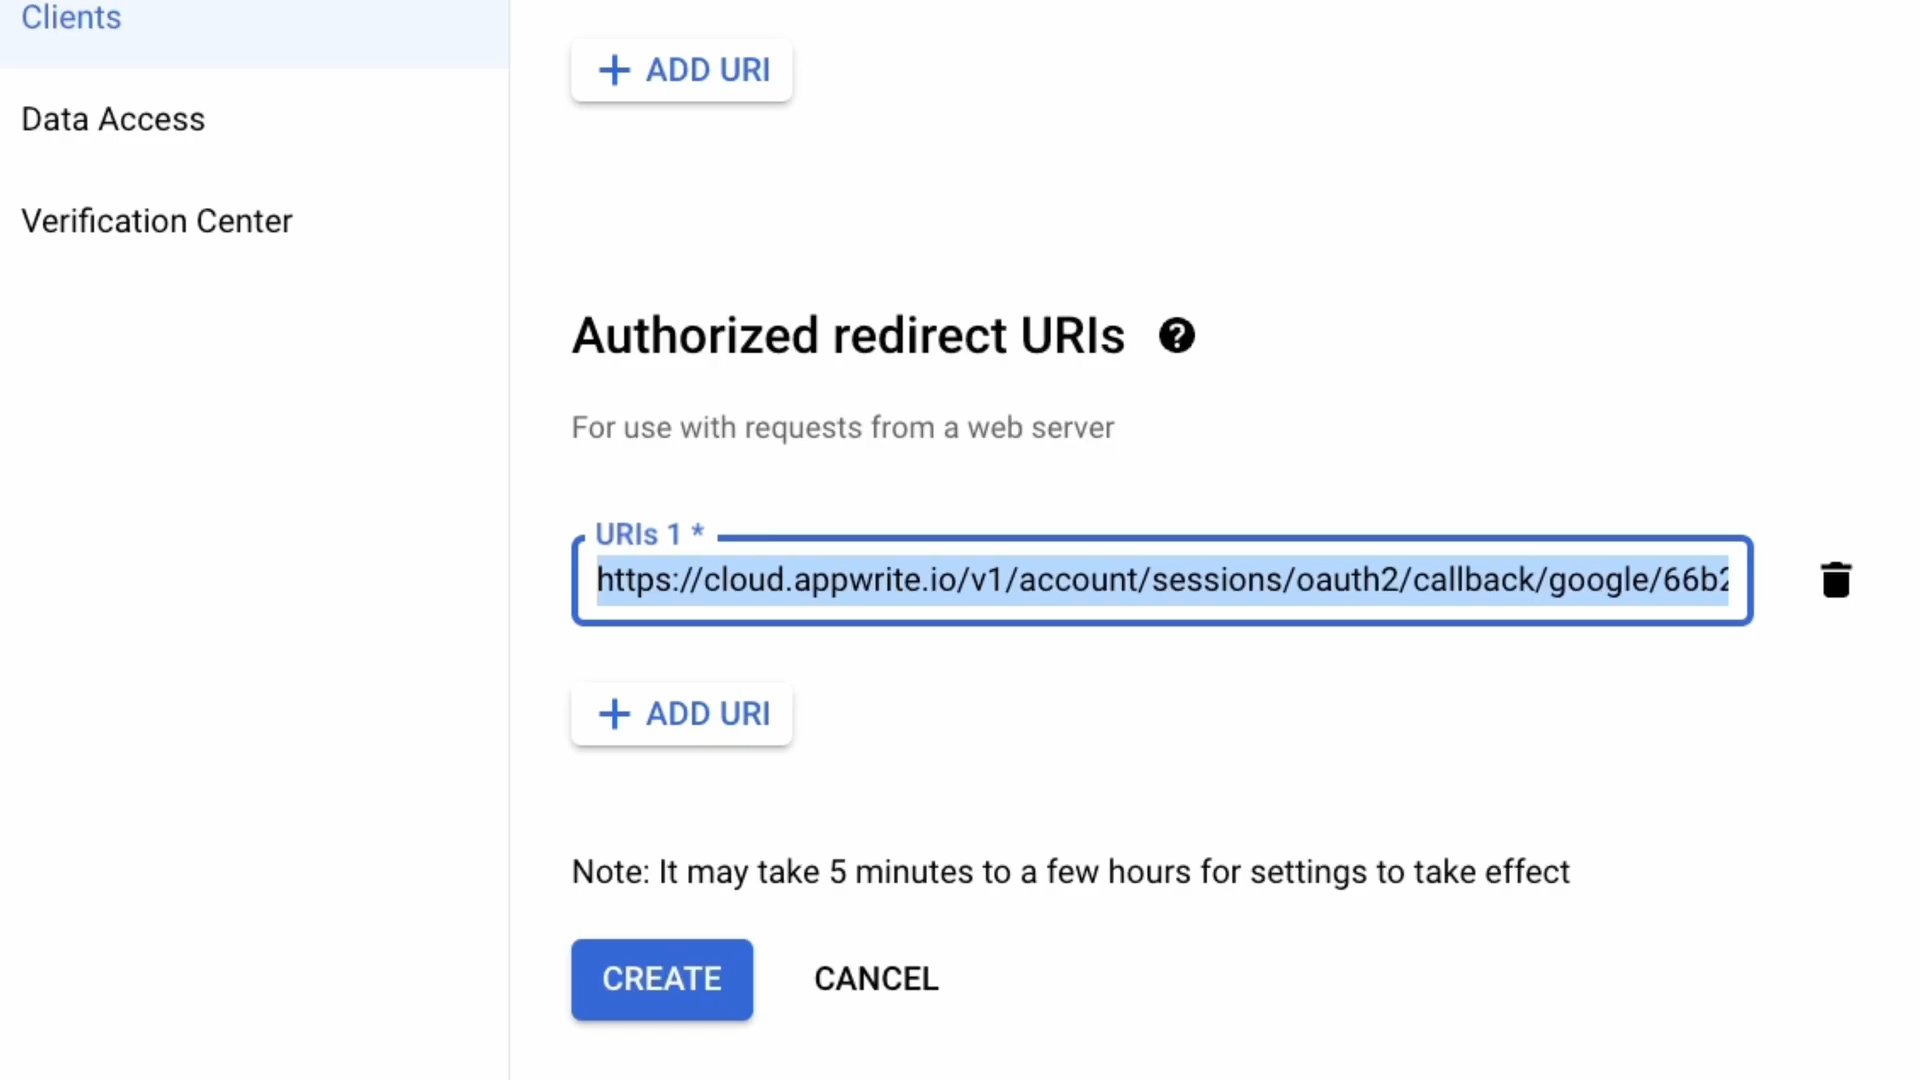 Clients
Data Access
Verification Center
+ ADD URI
Authorized redirect URIs
For use with requests from a web server
URIs 1 *
https://cloud.appwrite.io/v1/account/sessions/oauth2/callback/google/66b2
+ ADD URI
Note: It may take 5 minutes to a few hours for settings to take effect
CREATE
CANCEL